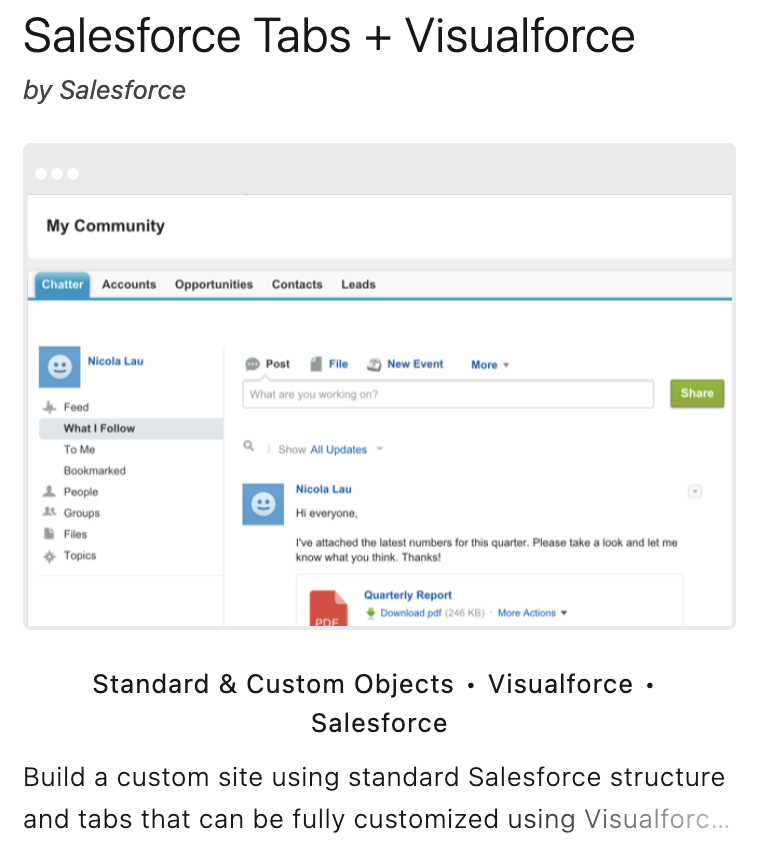 Salesforce Tabs + Visualforce
by Salesforce
My Community
Chatter Accounts Opportunities Contacts Leads
Nicola Lau
Feed
What I Follow
To Me
Bookmarked
People
Groups
Files
Topics
Post File New Event More
What are you working on? Share
Show All Updates
Nicola Lau
Hi everyone,
I've attached the latest numbers for this quarter. Please take a look and let me
know what you think. Thanks!
PDF
Quarterly Report
Download pdf (246 KB) · More Actions
Standard & Custom Objects • Visualforce •
Salesforce
Build a custom site using standard Salesforce structure
and tabs that can be fully customized using Visualforc...